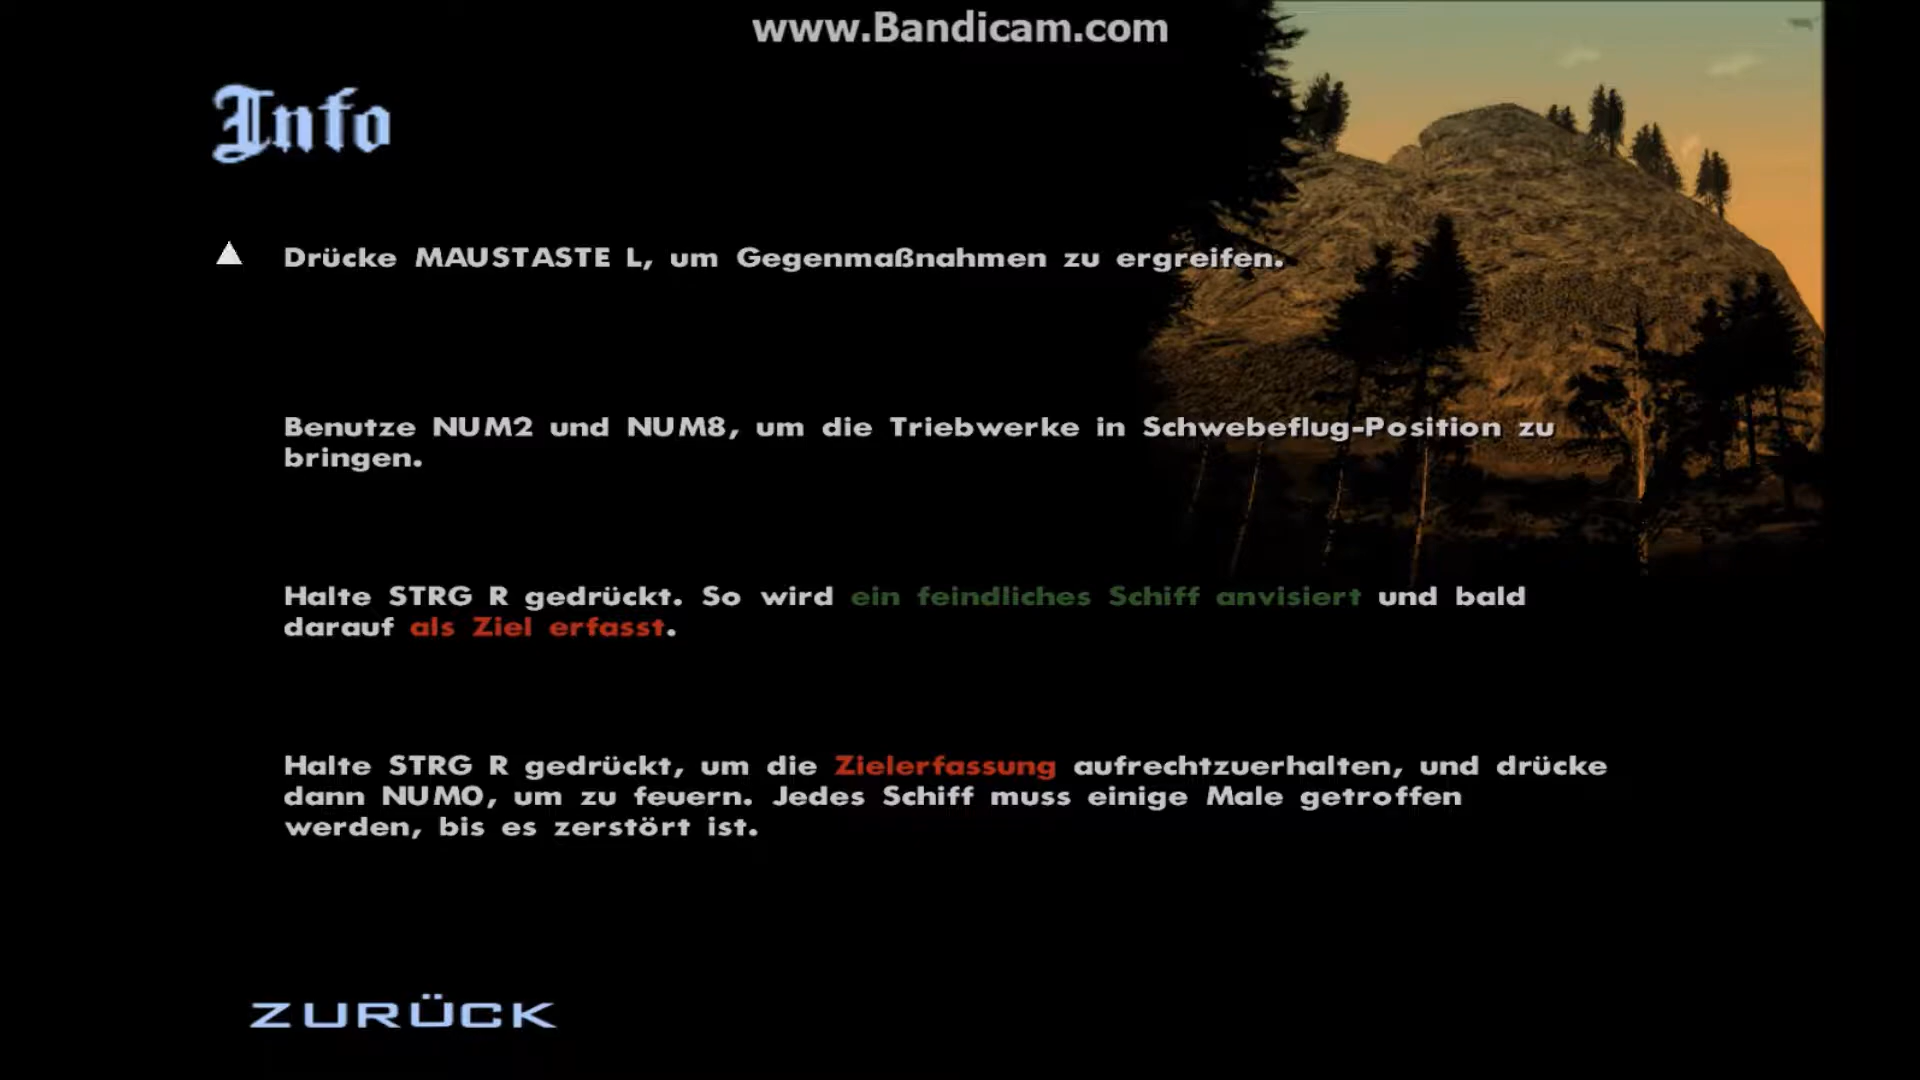 www.Bandicam.com
Info
Drücke MAUSTASTE L, um Gegenmaßnahmen zu ergreifen.
Benutze NUM2 und NUM8, um die Triebwerke in Schwebeflug-Position zu
bringen.
Halte STRG R gedrückt. So wird ein feindliches Schiff anvisiert und bald
darauf als Ziel erfasst.
Halte STRG R gedrückt, um die Zielerfassung aufrechtzuerhalten, und drücke
dann NUM0, um zu feuern. Jedes Schiff muss einige Male getroffen
werden, bis es zerstört ist.
ZURÜCK